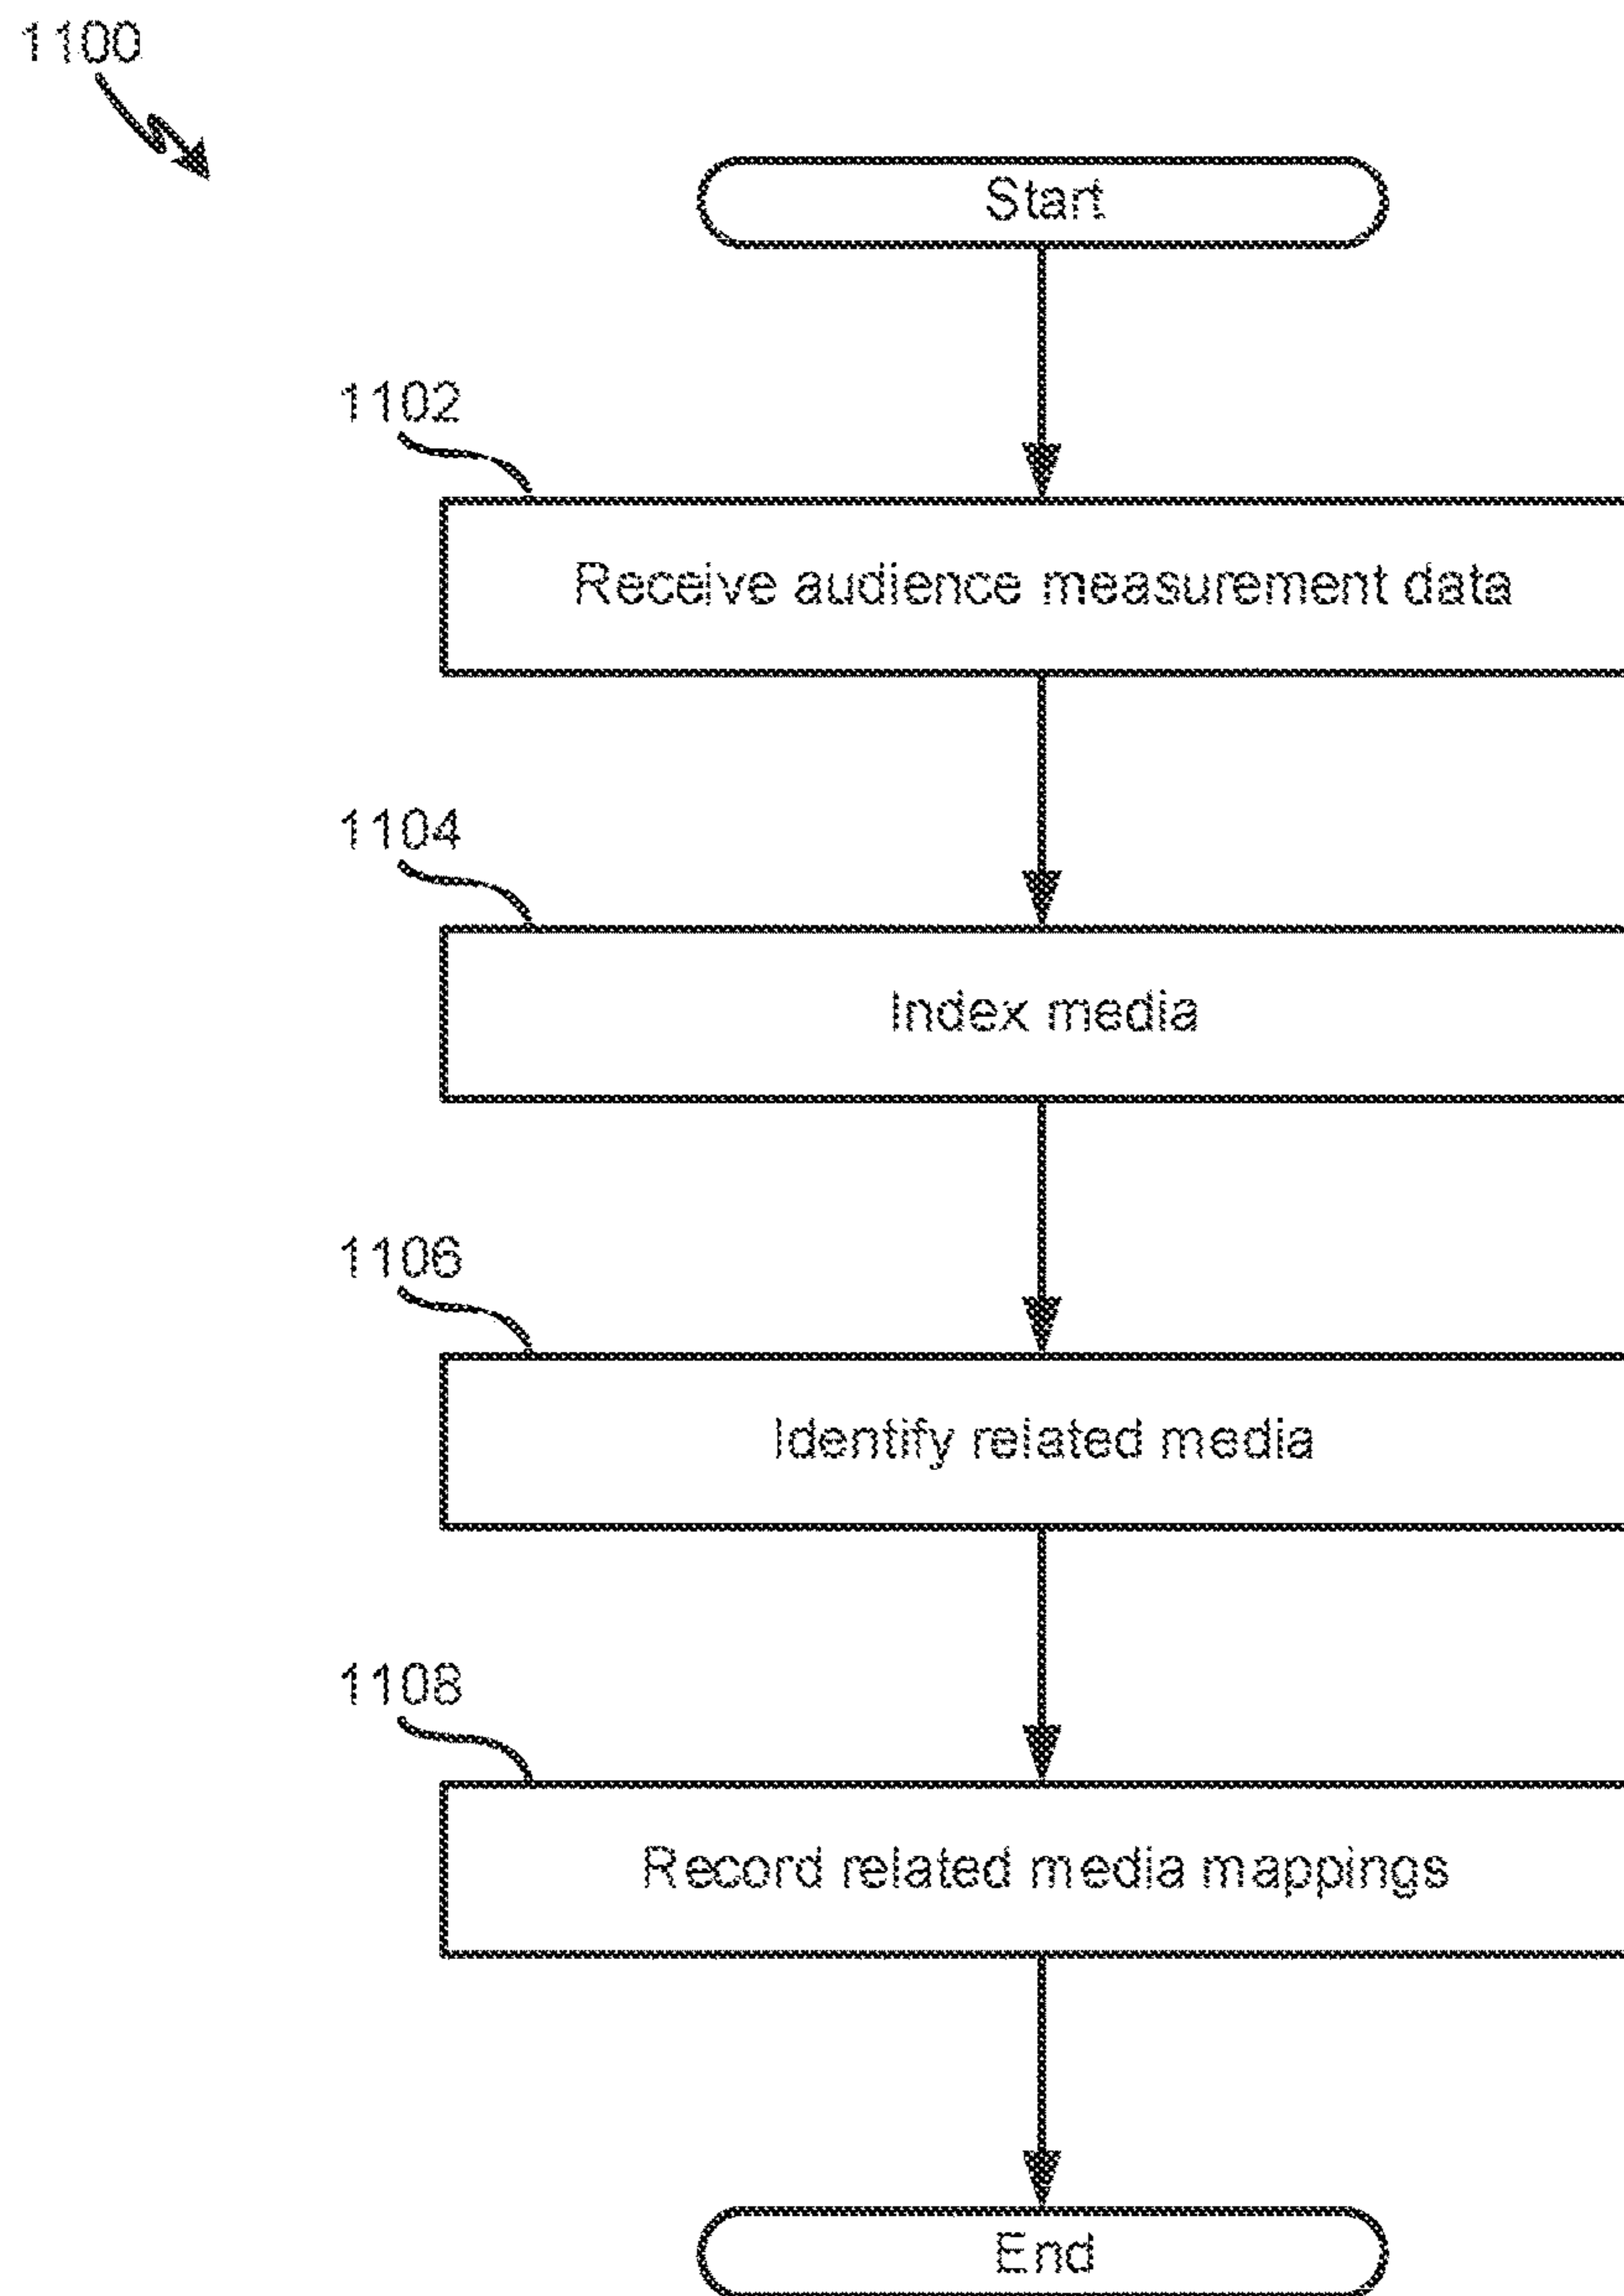 1100
Start
1102
Receive audience measurement data
1104
Index media
1106
Identify related media
1108
Record related media mappings
End